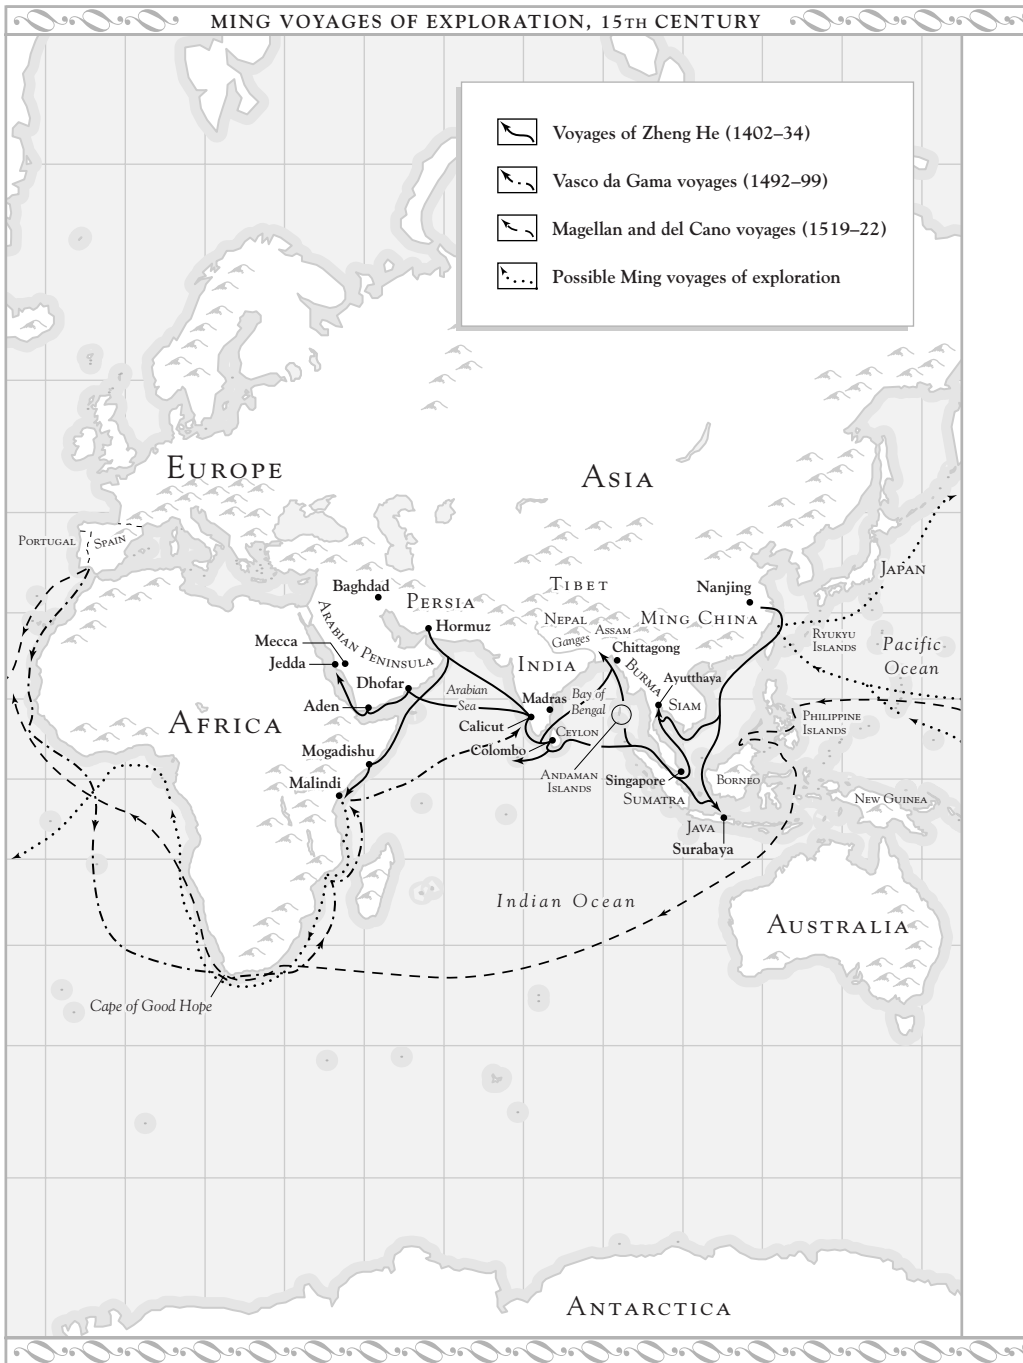 MING VOYAGES OF EXPLORATION, 15TH CENTURY
Voyages of Zheng He (1402–34)
Vasco da Gama voyages (1492–99)
Magellan and del Cano voyages (1519–22)
Possible Ming voyages of exploration
EUROPE
ASIA
PORTUGAL
SPAIN
JAPAN
Baghdad
PERSIA
TIBET
Nanjing
ARABIAN PENINSULA
Hormuz
NEPAL
ASSAM
MING CHINA
Ganges
RYUKYU
ISLANDS
Pacific
Ocean
Mecca
Jedda
INDIA
Chittagong
BURMA
Ayutthaya
Dhofar
Arabian
Sea
Madras
Bay of
Bengal
SIAM
Aden
AFRICA
Calicut
CEYLON
PHILIPPINE
ISLANDS
Mogadishu
Colombo
ANDAMAN
ISLANDS
Singapore
BORNEO
Malindi
SUMATRA
NEW GUINEA
JAVA
Surabaya
Indian Ocean
AUSTRALIA
Cape of Good Hope
ANTARCTICA